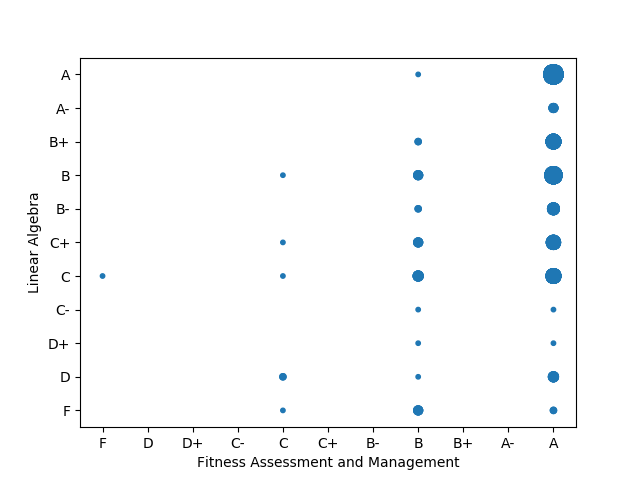 A
A-
B+
B
B-
C+
C
C-
D+
D
F
Linear Algebra
F
D
D+
C-
C
C+
B-
B
B+
A-
A
Fitness Assessment and Management